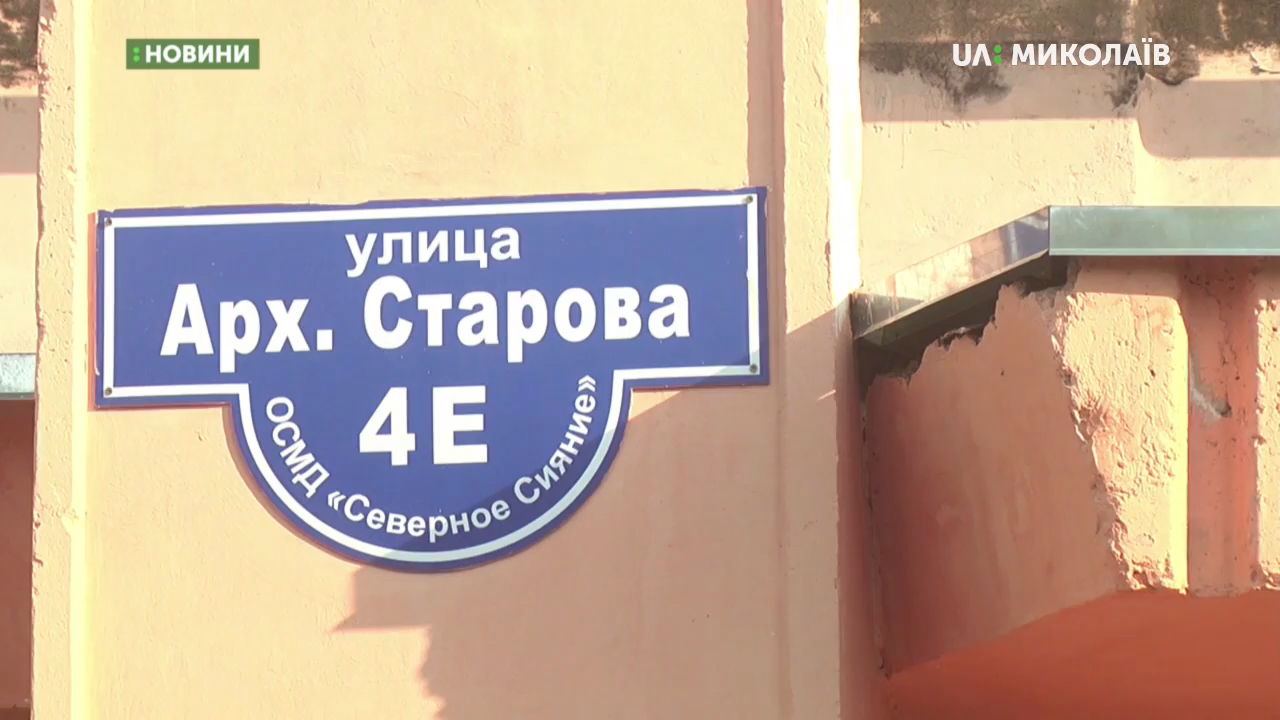 :НОВИНИ
UA: МИКОЛАЇВ
улица
Арх. Старова
4Е
ОСМД «Северное Сияние»